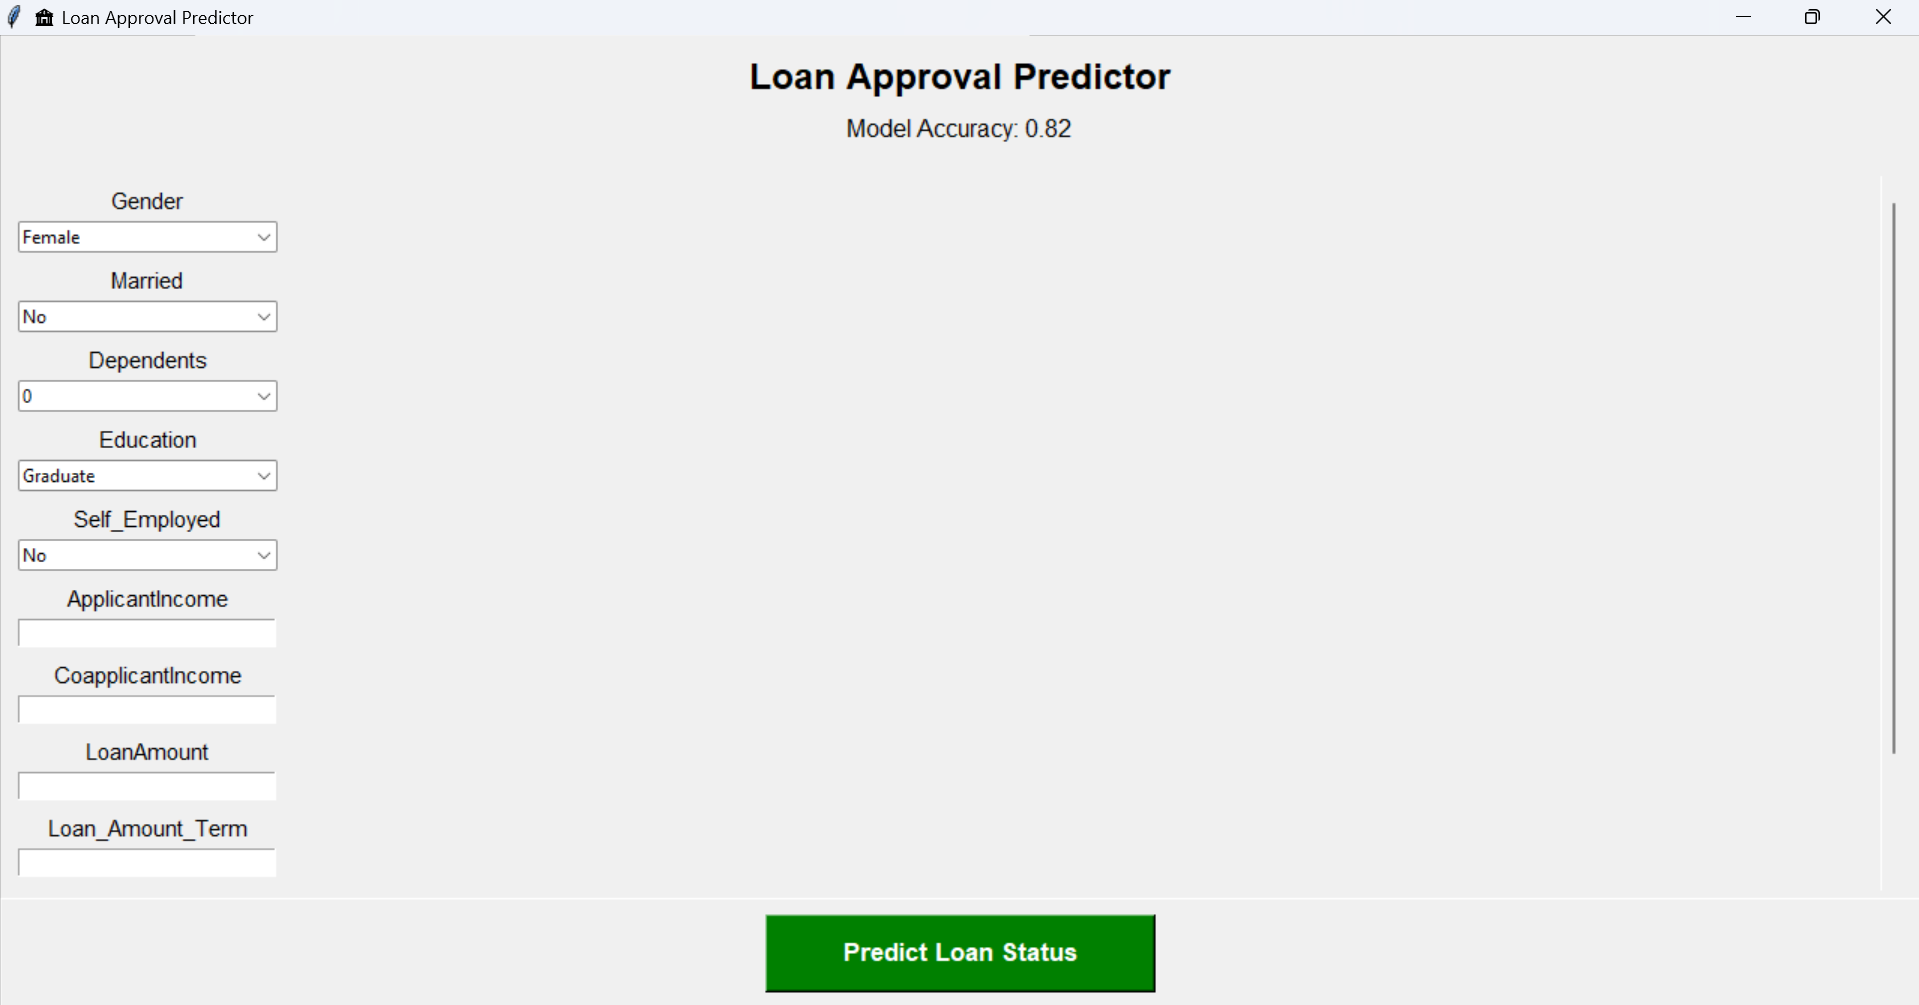 Loan Approval Predictor
Loan Approval Predictor
Model Accuracy: 0.82
Gender
Female
Married
No
Dependents
0
Education
Graduate
Self_Employed
No
ApplicantIncome
CoapplicantIncome
LoanAmount
Loan_Amount_Term
Predict Loan Status